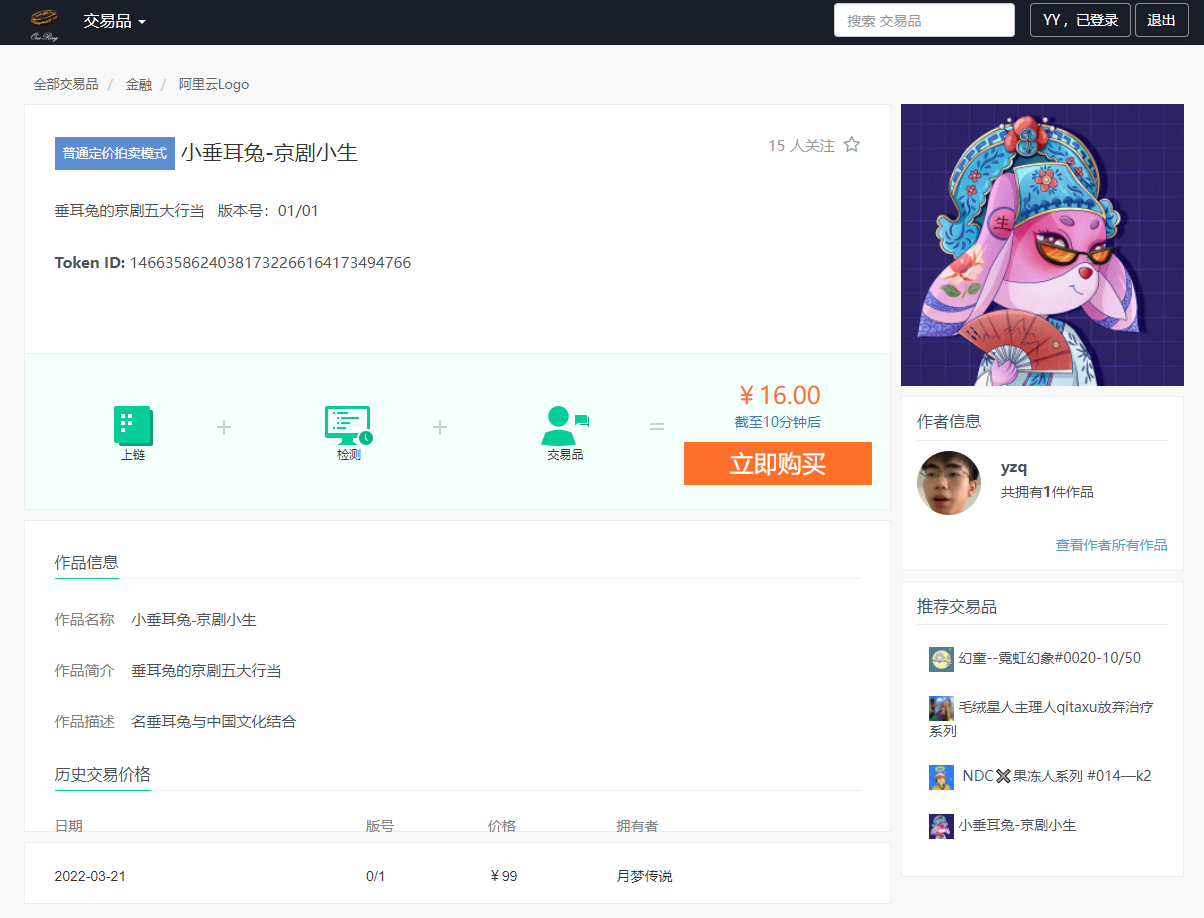 One Ring
交易品
搜索 交易品
YY ，已登录
退出
全部交易品 / 金融 / 阿里云Logo
普通定价拍卖模式 小垂耳兔-京剧小生
15 人关注
垂耳兔的京剧五大行当 版本号：01/01
Token ID: 14663586240381732266164173494766
生
上链
+
检测
+
交易品
=
￥16.00
截至10分钟后
立即购买
作者信息
yzq
共拥有1件作品
查看作者所有作品
作品信息
作品名称 小垂耳兔-京剧小生
作品简介 垂耳兔的京剧五大行当
作品描述 名垂耳兔与中国文化结合
历史交易价格
日期 版号 价格 拥有者
2022-03-21 0/1 ￥99 月梦传说
推荐交易品
幻童--霓虹幻象#0020-10/50
毛绒星人主理人qitaxu放弃治疗
系列
NDC✖果冻人系列 #014—k2
小垂耳兔-京剧小生